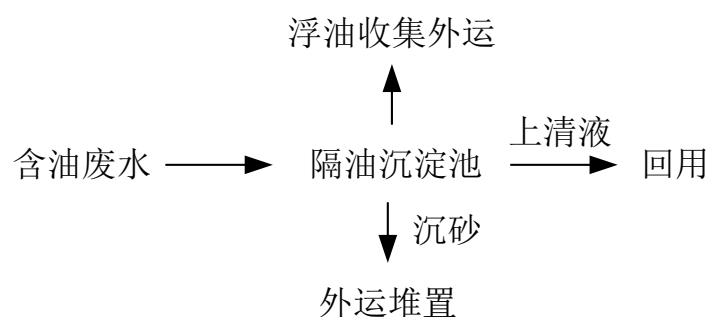 浮油收集外运
上清液
含油废水
隔油沉淀池
回用
沉砂
外运堆置